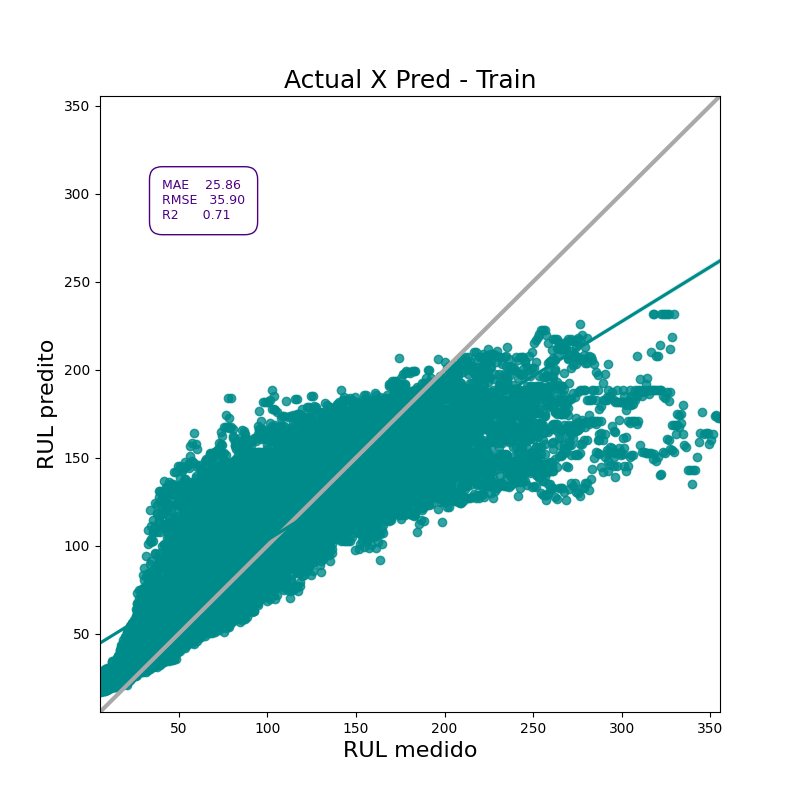 Actual X Pred - Train
350
300
250
200
150
100
50
MAE 25.86
RMSE 35.90
R2 0.71
RUL predito
50 100 150 200 250 300 350
RUL medido